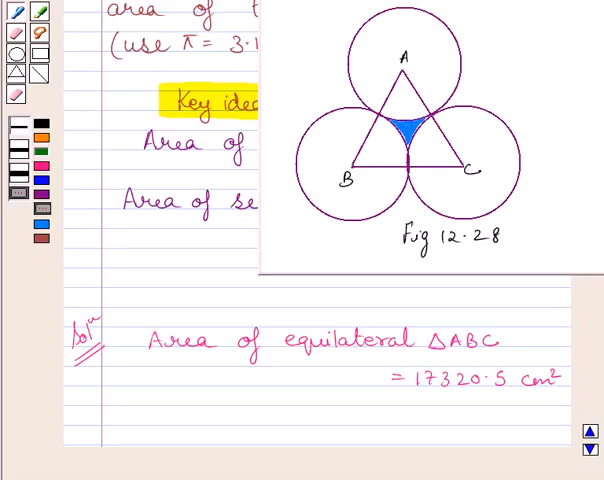 area of
(use π = 3.1
Key idea
Area of
Area of se
A
B
C
Fig 12.28
Solⁿ
Area of equilateral △ABC
= 17320.5 cm²